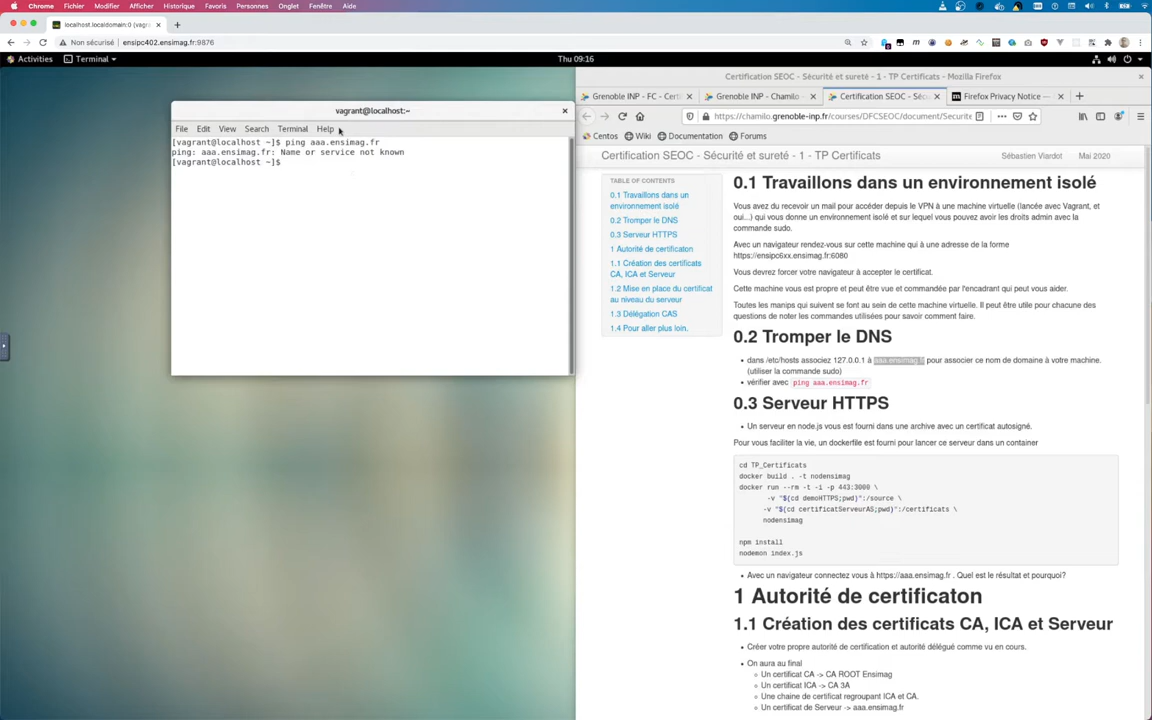 Chrome Fichier Modifier Afficher Historique Favoris Personnes Onglet Fenêtre Aide
localhost.localdomain:0 (vagr
Non sécurisé ensipc402.ensimag.fr:9876
Activities Terminal Thu 09:16
vagrant@localhost:~
File Edit View Search Terminal Help
[vagrant@localhost ~]$ ping aaa.ensimag.fr
ping: aaa.ensimag.fr: Name or service not known
[vagrant@localhost ~]$
Certification SEOC - Sécurité et sureté - 1 - TP Certificats - Mozilla Firefox
Grenoble INP - FC - Cert
Grenoble INP - Chamilo
Certification SEOC - Séc
Firefox Privacy Notice —
https://chamilo.grenoble-inp.fr/courses/DFCSEOC/document/Securite
Centos Wiki Documentation Forums
Certification SEOC - Sécurité et sureté - 1 - TP Certificats
Sébastien Viardot Mai 2020
TABLE OF CONTENTS
0.1 Travaillons dans un
environnement isolé
0.2 Tromper le DNS
0.3 Serveur HTTPS
1 Autorité de certificaton
1.1 Création des certificats
CA, ICA et Serveur
1.2 Mise en place du certificat
au niveau du serveur
1.3 Délégation CAS
1.4 Pour aller plus loin.
0.1 Travaillons dans un environnement isolé
Vous avez du recevoir un mail pour accéder depuis le VPN à une machine virtuelle (lancée avec Vagrant, et
oui...) qui vous donne un environnement isolé et sur lequel vous pouvez avoir les droits admin avec la
commande sudo.
Avec un navigateur rendez-vous sur cette machine qui à une adresse de la forme
https://ensipc6xx.ensimag.fr:6080
Vous devrez forcer votre navigateur à accepter le certificat.
Cette machine vous est propre et peut être vue et commandée par l'encadrant qui peut vous aider.
Toutes les manips qui suivent se font au sein de cette machine virtuelle. Il peut être utile pour chacune des
questions de noter les commandes utilisées pour savoir comment faire.
0.2 Tromper le DNS
dans /etc/hosts associez 127.0.0.1 à aaa.ensimag.fr pour associer ce nom de domaine à votre machine.
(utiliser la commande sudo)
vérifier avec ping aaa.ensimag.fr
0.3 Serveur HTTPS
Un serveur en node.js vous est fourni dans une archive avec un certificat autosigné.
Pour vous faciliter la vie, un dockerfile est fourni pour lancer ce serveur dans un container
cd TP_Certificats
docker build . -t nodensimag
docker run --rm -t -i -p 443:3000 \
-v "$(cd demoHTTPS;pwd)":/source \
-v "$(cd certificatServeurAS;pwd)":/certificats \
nodensimag
npm install
nodemon index.js
Avec un navigateur connectez vous à https://aaa.ensimag.fr . Quel est le résultat et pourquoi?
1 Autorité de certificaton
1.1 Création des certificats CA, ICA et Serveur
Créer votre propre autorité de certification et autorité délégué comme vu en cours.
On aura au final
Un certificat CA -> CA ROOT Ensimag
Un certificat ICA -> CA 3A
Une chaine de certificat regroupant ICA et CA.
Un certificat de Serveur -> aaa.ensimag.fr